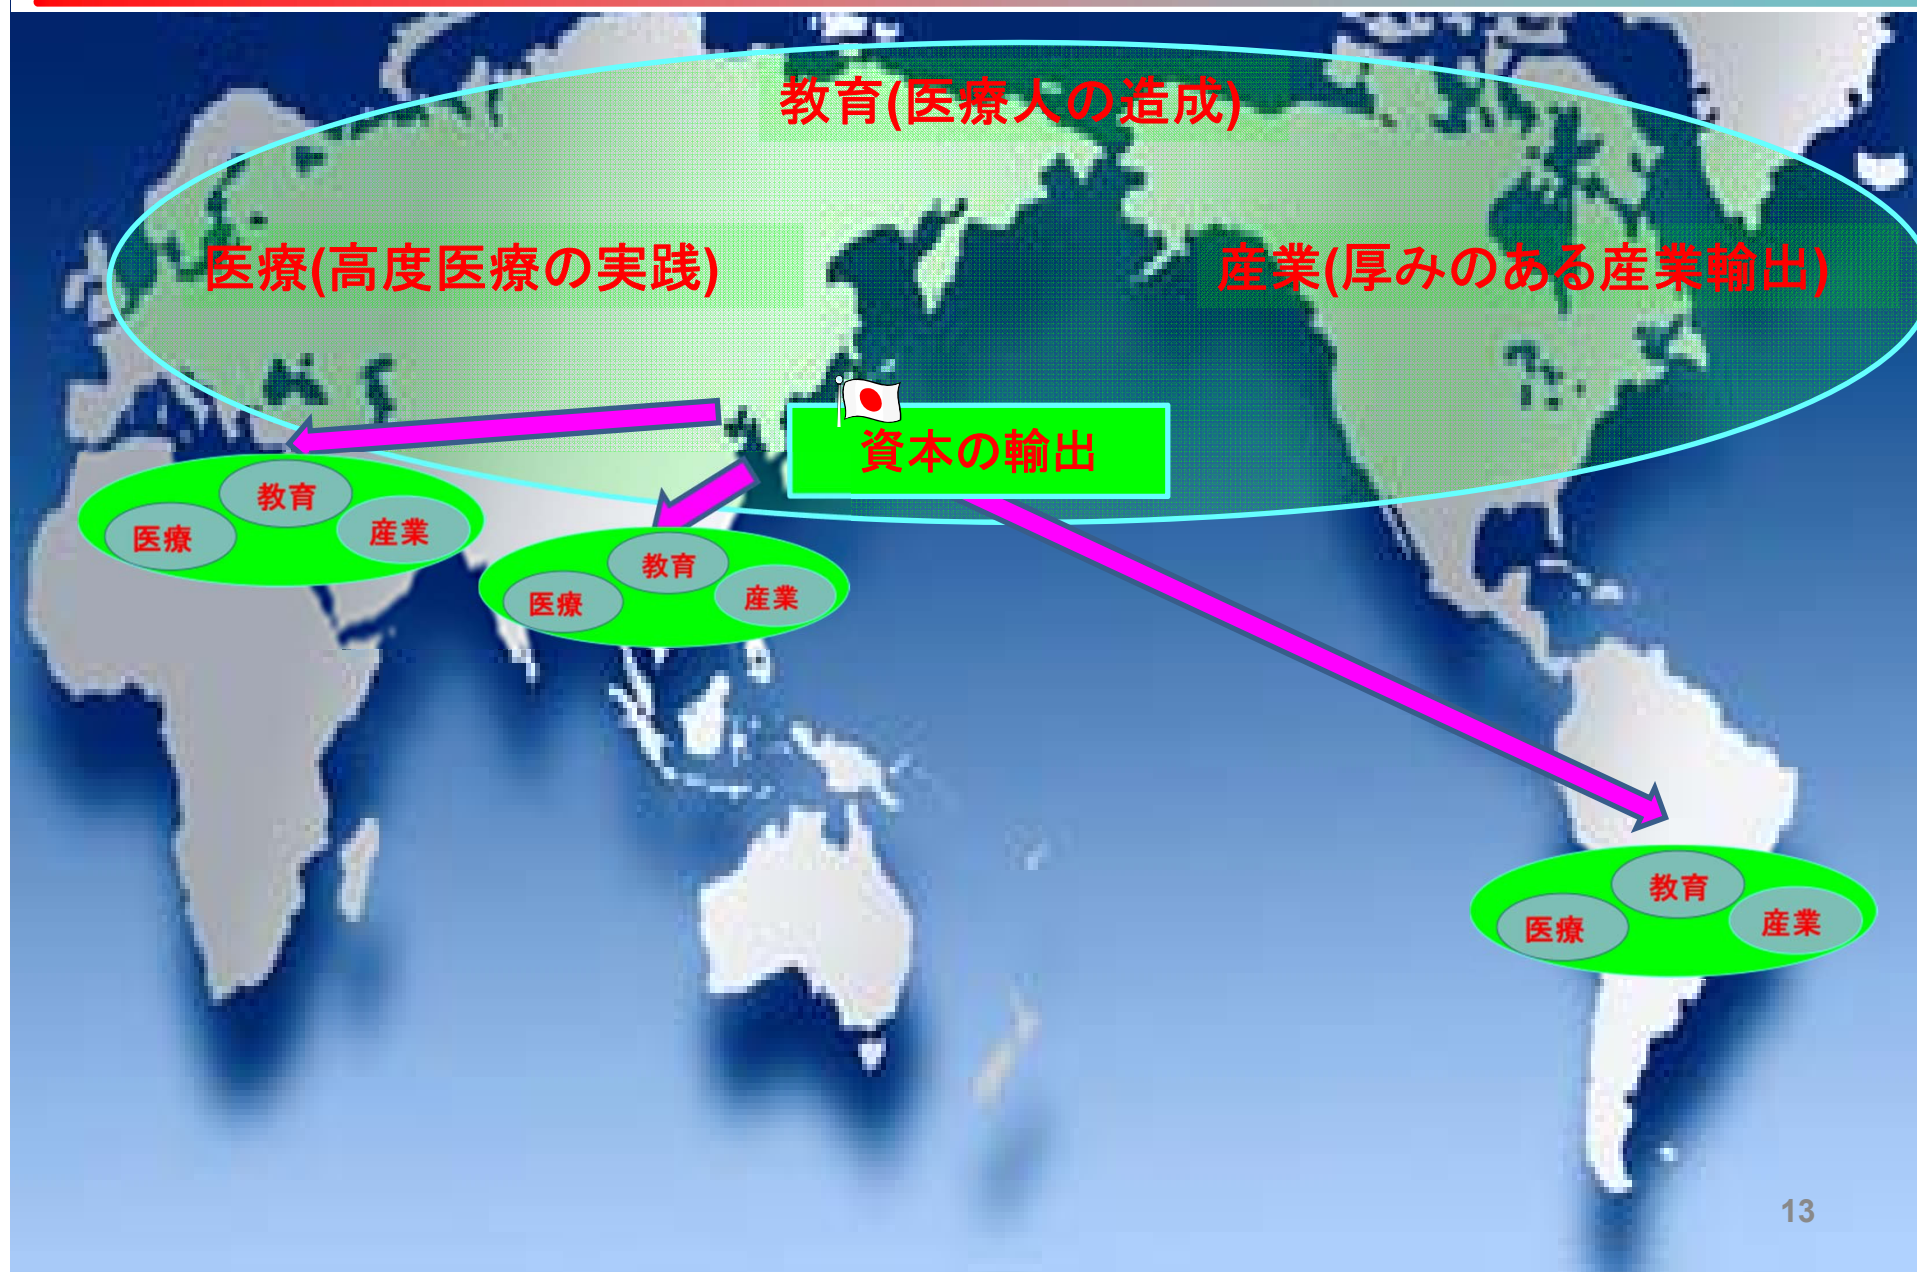 教育(医療人の造成)
医療(高度医療の実践)
産業(厚みのある産業輸出)
資本の輸出
教育
医療
産業
教育
医療
産業
教育
医療
産業
13